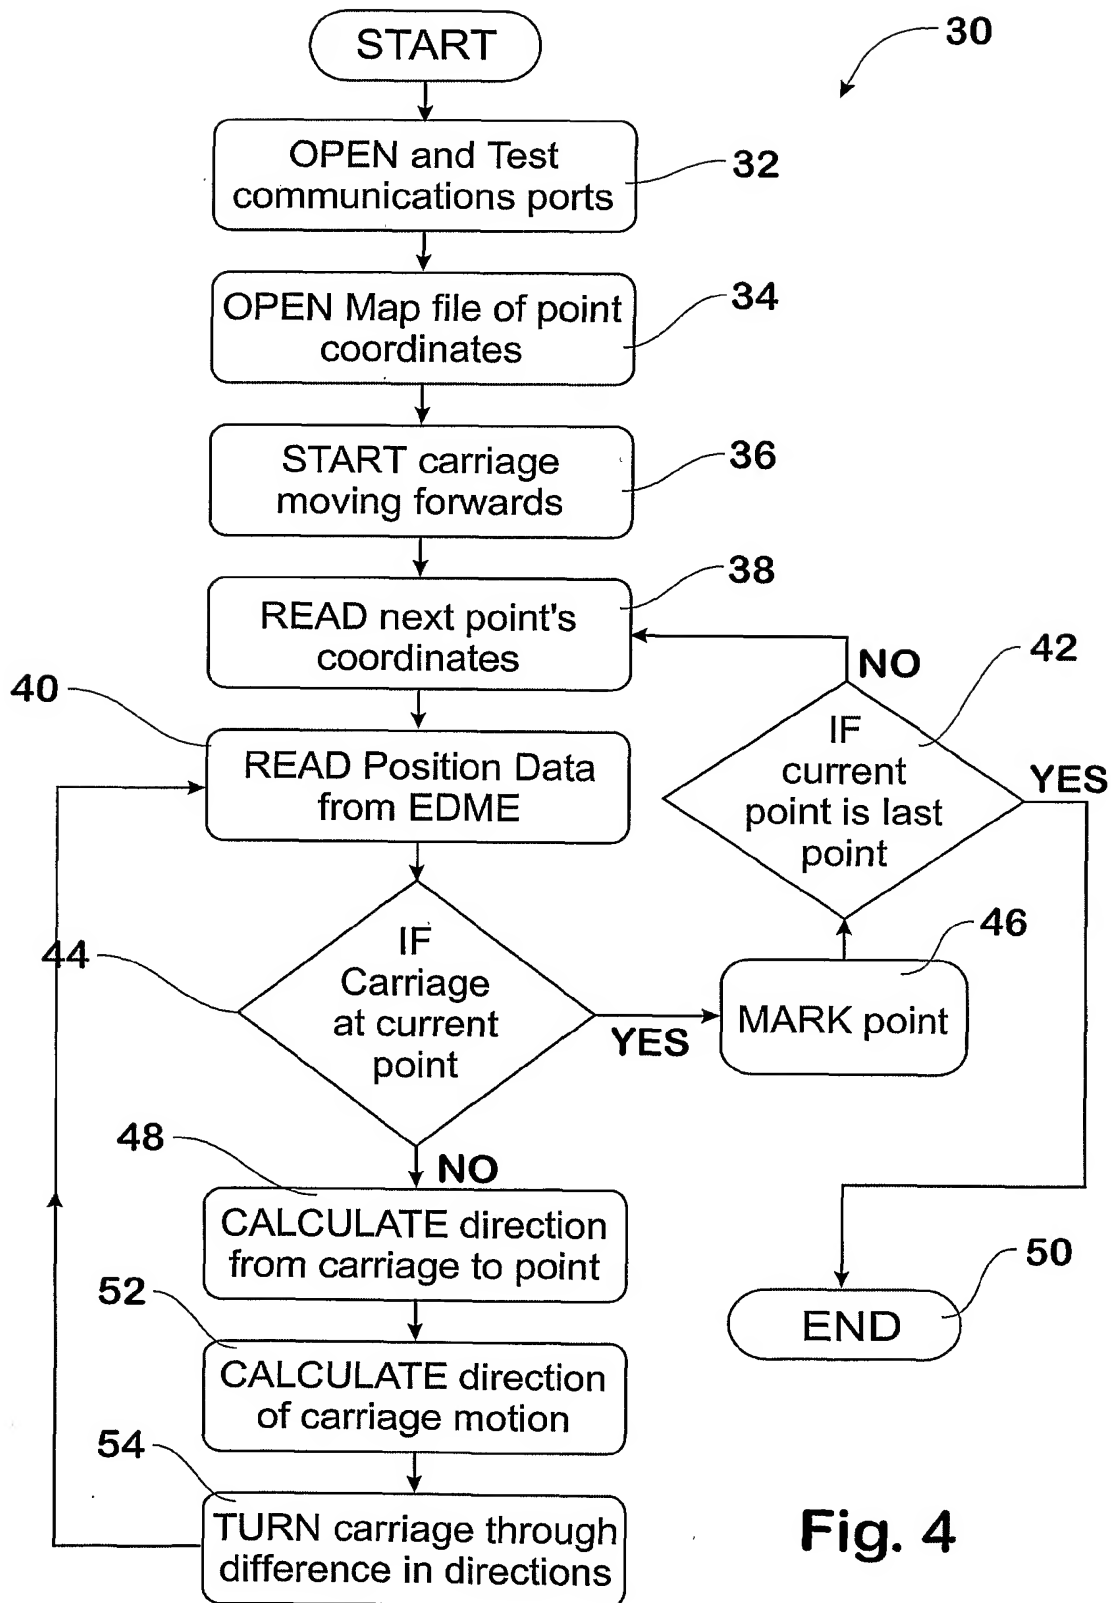 START
30
OPEN and Test
communications ports
32
OPEN Map file of point
coordinates
34
START carriage
moving forwards
36
READ next point's
coordinates
38
40
READ Position Data
from EDME
NO
42
IF
current
point is last
point
YES
44
IF
Carriage
at current
point
YES
46
MARK point
48
NO
CALCULATE direction
from carriage to point
50
END
52
CALCULATE direction
of carriage motion
54
TURN carriage through
difference in directions
Fig. 4